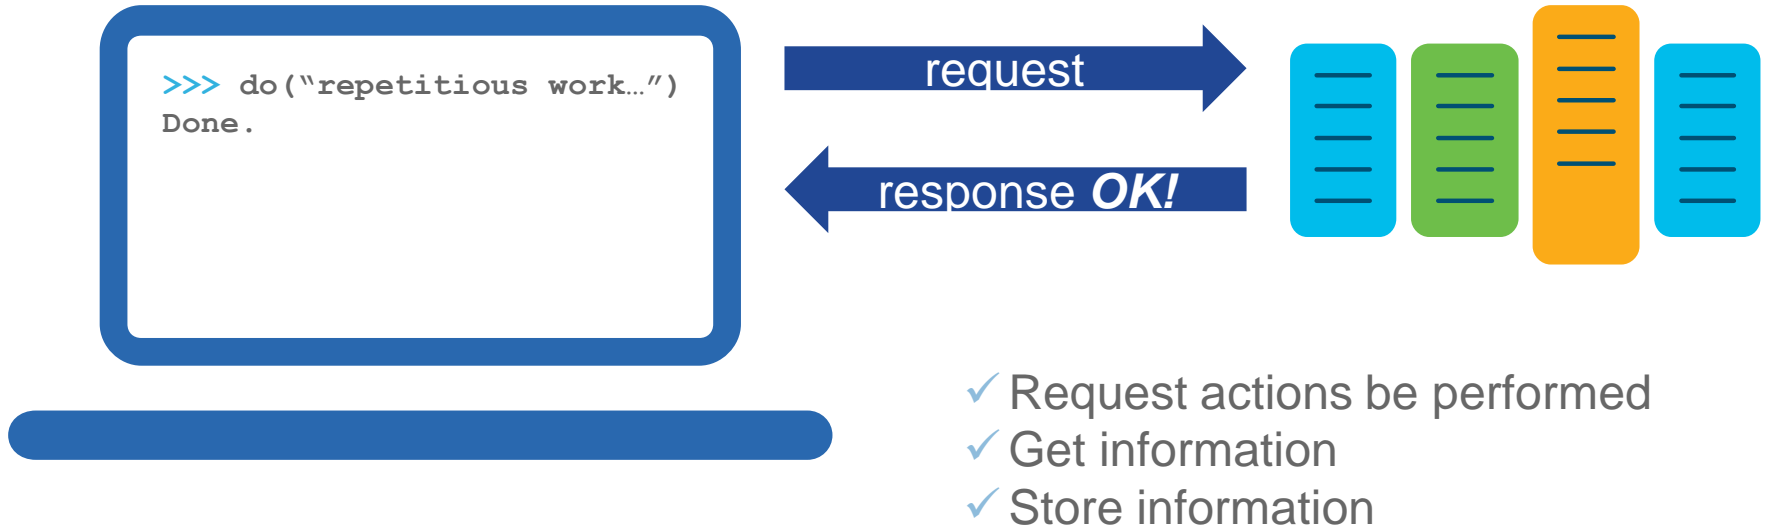 >>> do(“repetitious work…”)
Done.
request
response OK!
✓ Request actions be performed
✓ Get information
✓ Store information